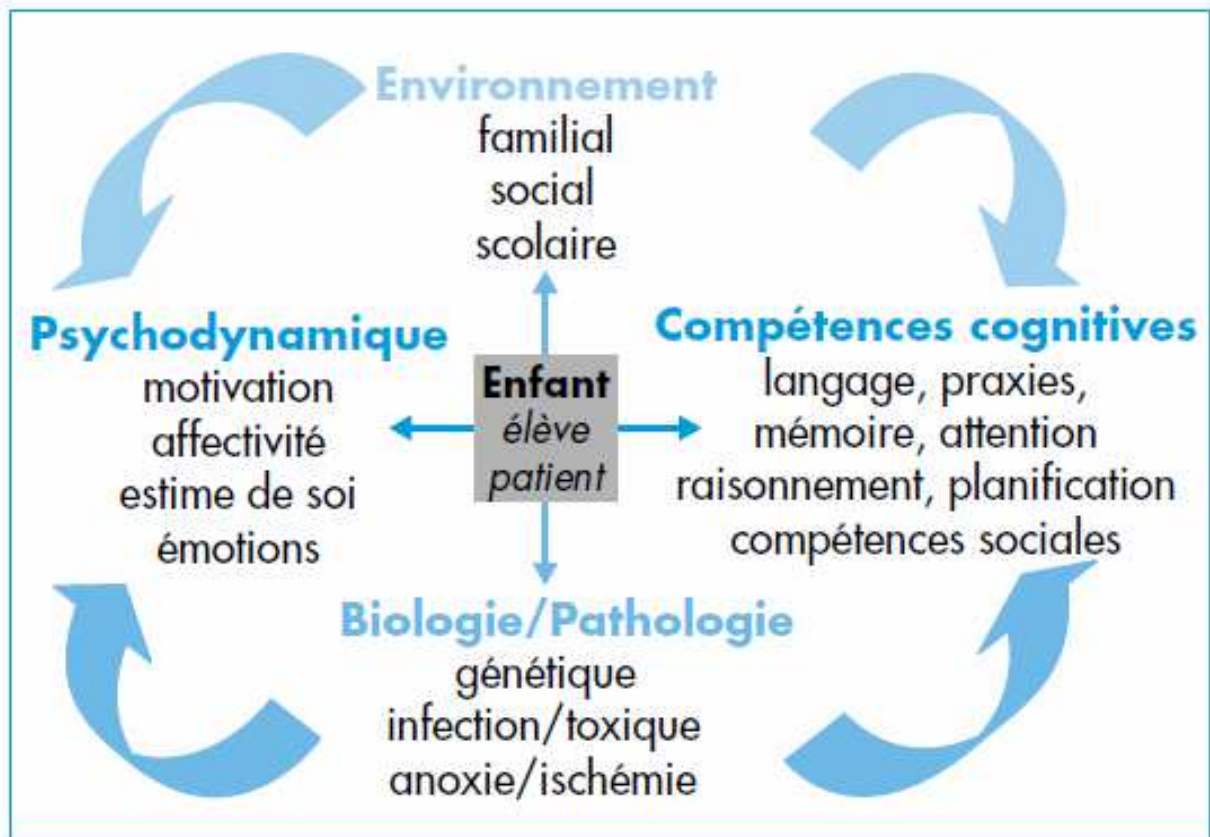 Environnement
familial
social
scolaire
Psychodynamique
motivation
affectivité
estime de soi
émotions
Enfant
élève
patient
Compétences cognitives
langage, praxies,
mémoire, attention
raisonnement, planification
compétences sociales
Biologie/Pathologie
génétique
infection/toxique
anoxie/ischémie